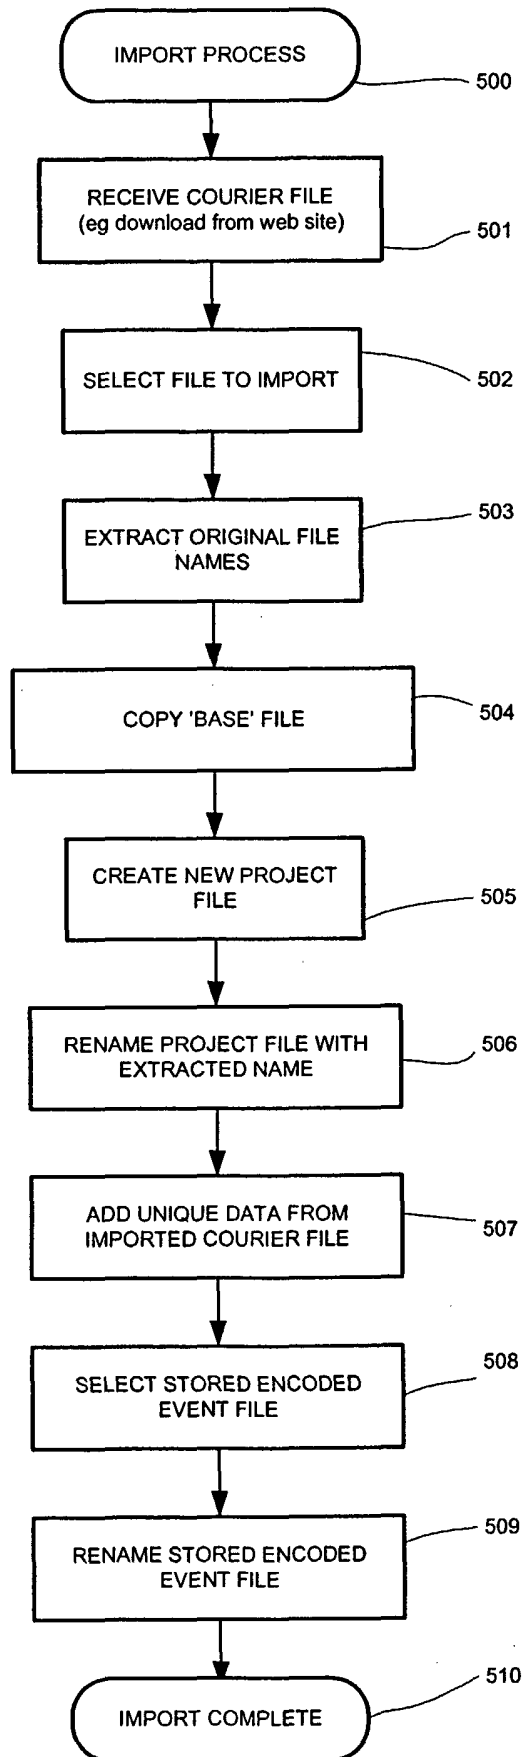 IMPORT PROCESS
500
RECEIVE COURIER FILE
(eg download from web site)
501
SELECT FILE TO IMPORT
502
EXTRACT ORIGINAL FILE
NAMES
503
COPY 'BASE' FILE
504
CREATE NEW PROJECT
FILE
505
RENAME PROJECT FILE WITH
EXTRACTED NAME
506
ADD UNIQUE DATA FROM
IMPORTED COURIER FILE
507
SELECT STORED ENCODED
EVENT FILE
508
RENAME STORED ENCODED
EVENT FILE
509
IMPORT COMPLETE
510